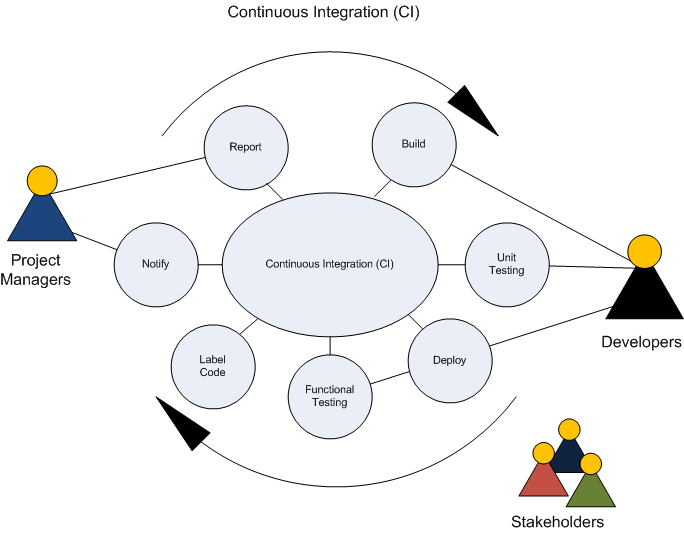 Continuous Integration (CI)
Report
Build
Project
Managers
Notify
Continuous Integration (CI)
Unit
Testing
Developers
Label
Code
Functional
Testing
Deploy
Stakeholders